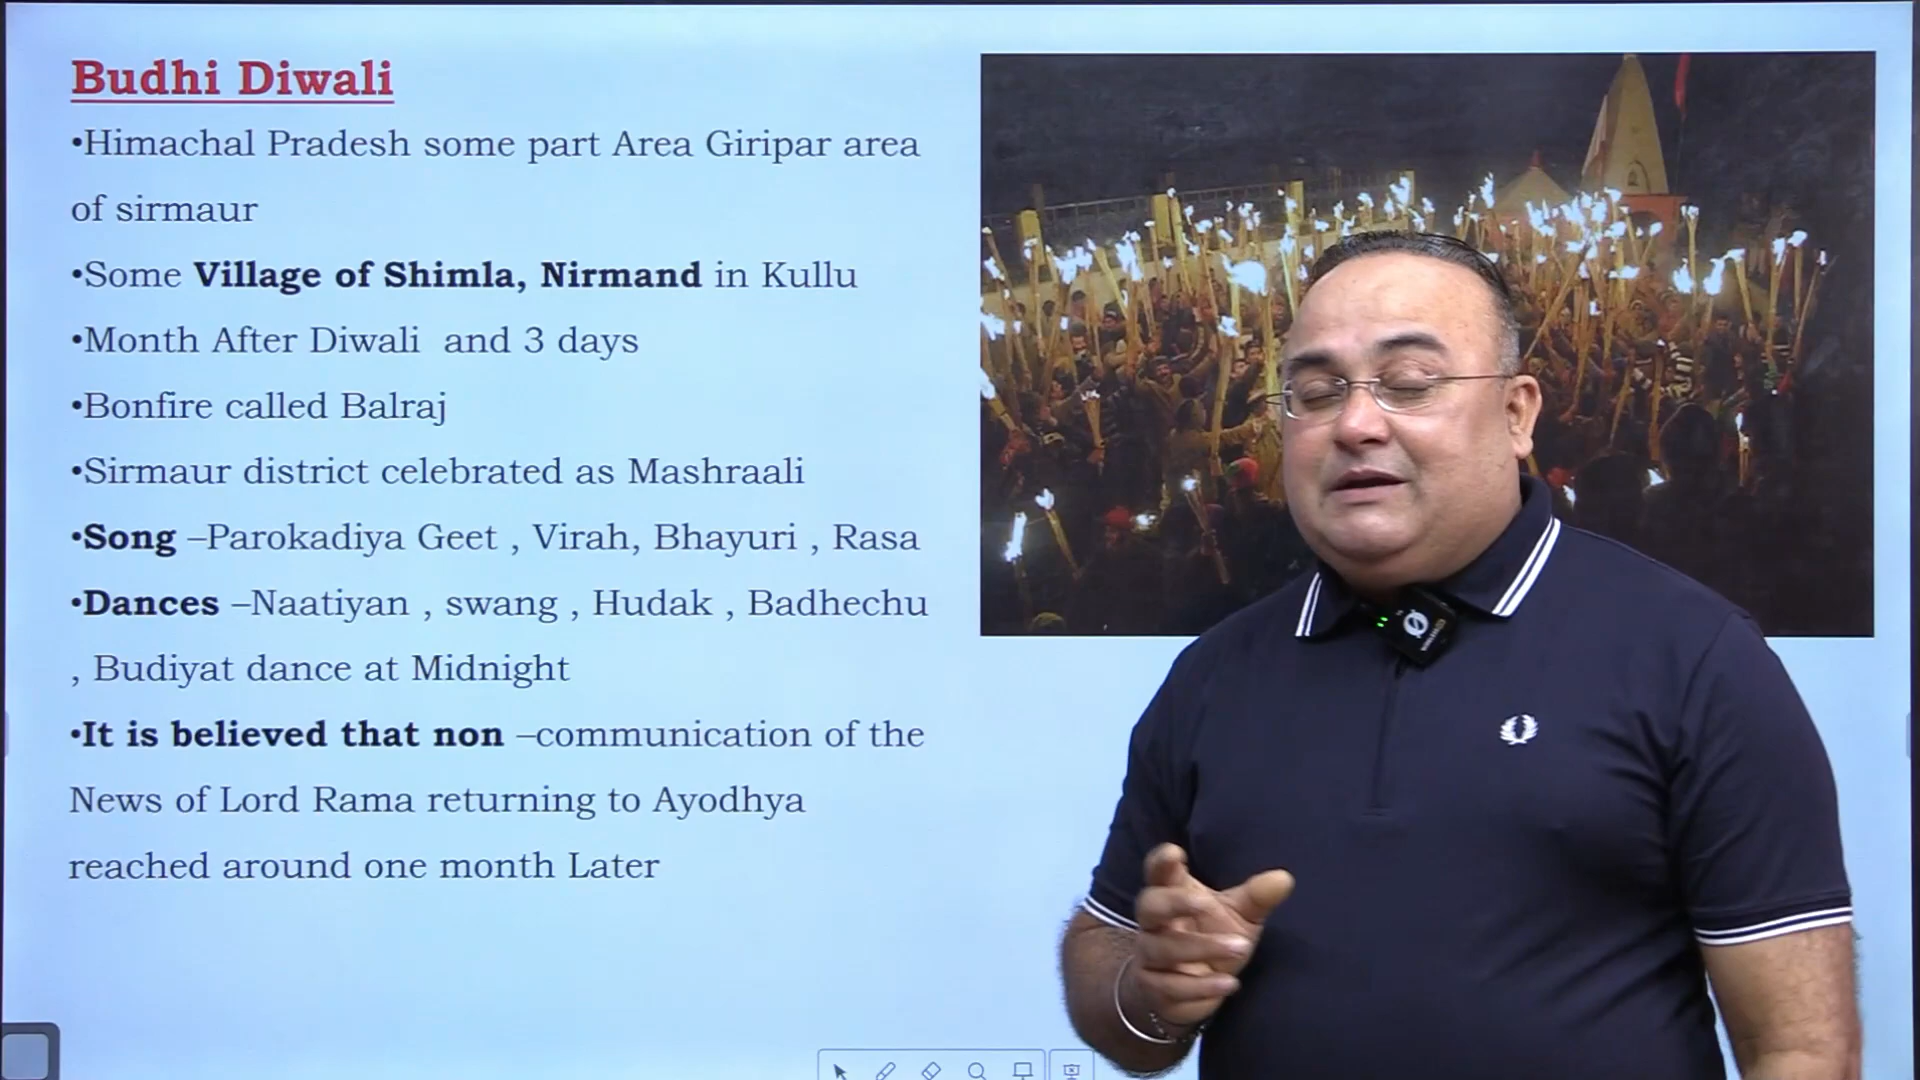 Budhi Diwali
•Himachal Pradesh some part Area Giripar area
of sirmaur
•Some Village of Shimla, Nirmand in Kullu
•Month After Diwali and 3 days
•Bonfire called Balraj
•Sirmaur district celebrated as Mashraali
•Song –Parokadiya Geet , Virah, Bhayuri , Rasa
•Dances –Naatiyan , swang , Hudak , Badhechu
, Budiyat dance at Midnight
•It is believed that non –communication of the
News of Lord Rama returning to Ayodhya
reached around one month Later